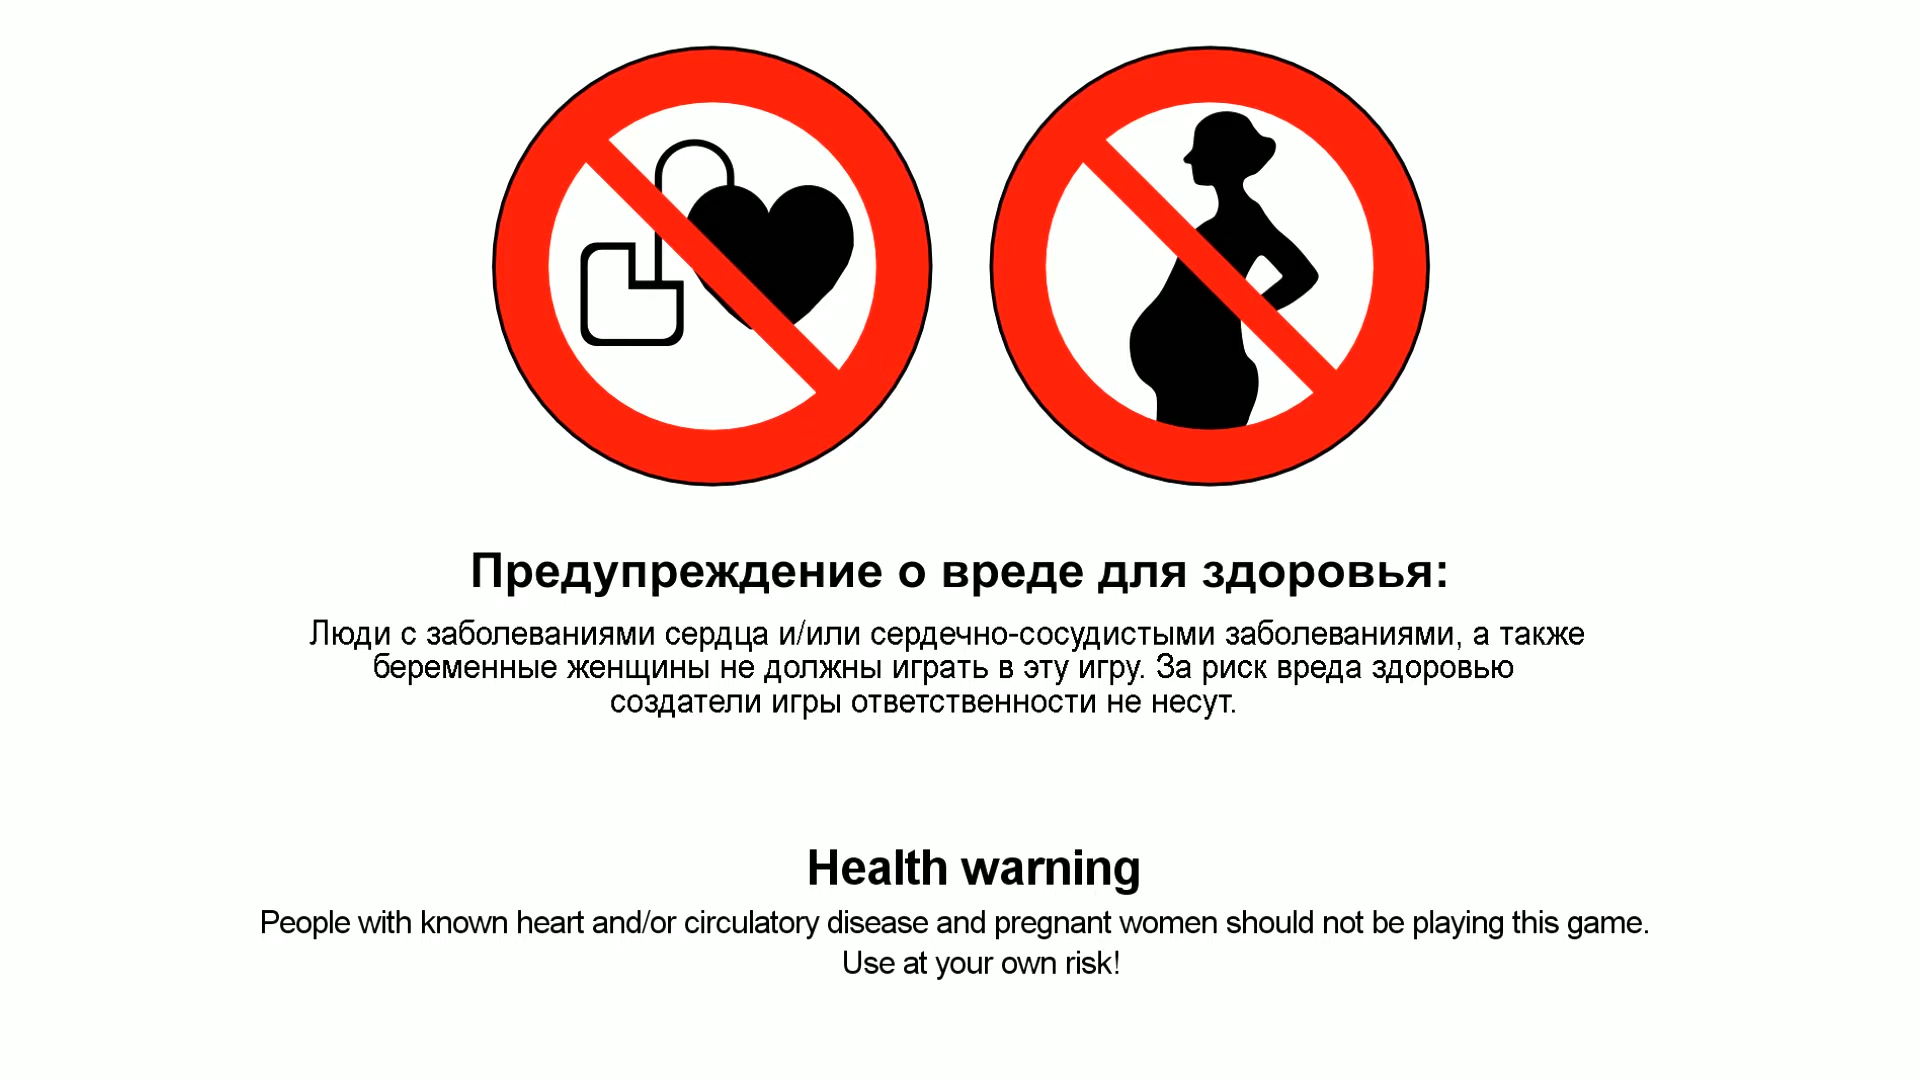 Предупреждение о вреде для здоровья:
Люди с заболеваниями сердца и/или сердечно-сосудистыми заболеваниями, а также
беременные женщины не должны играть в эту игру. За риск вреда здоровью
создатели игры ответственности не несут.
Health warning
People with known heart and/or circulatory disease and pregnant women should not be playing this game.
Use at your own risk!